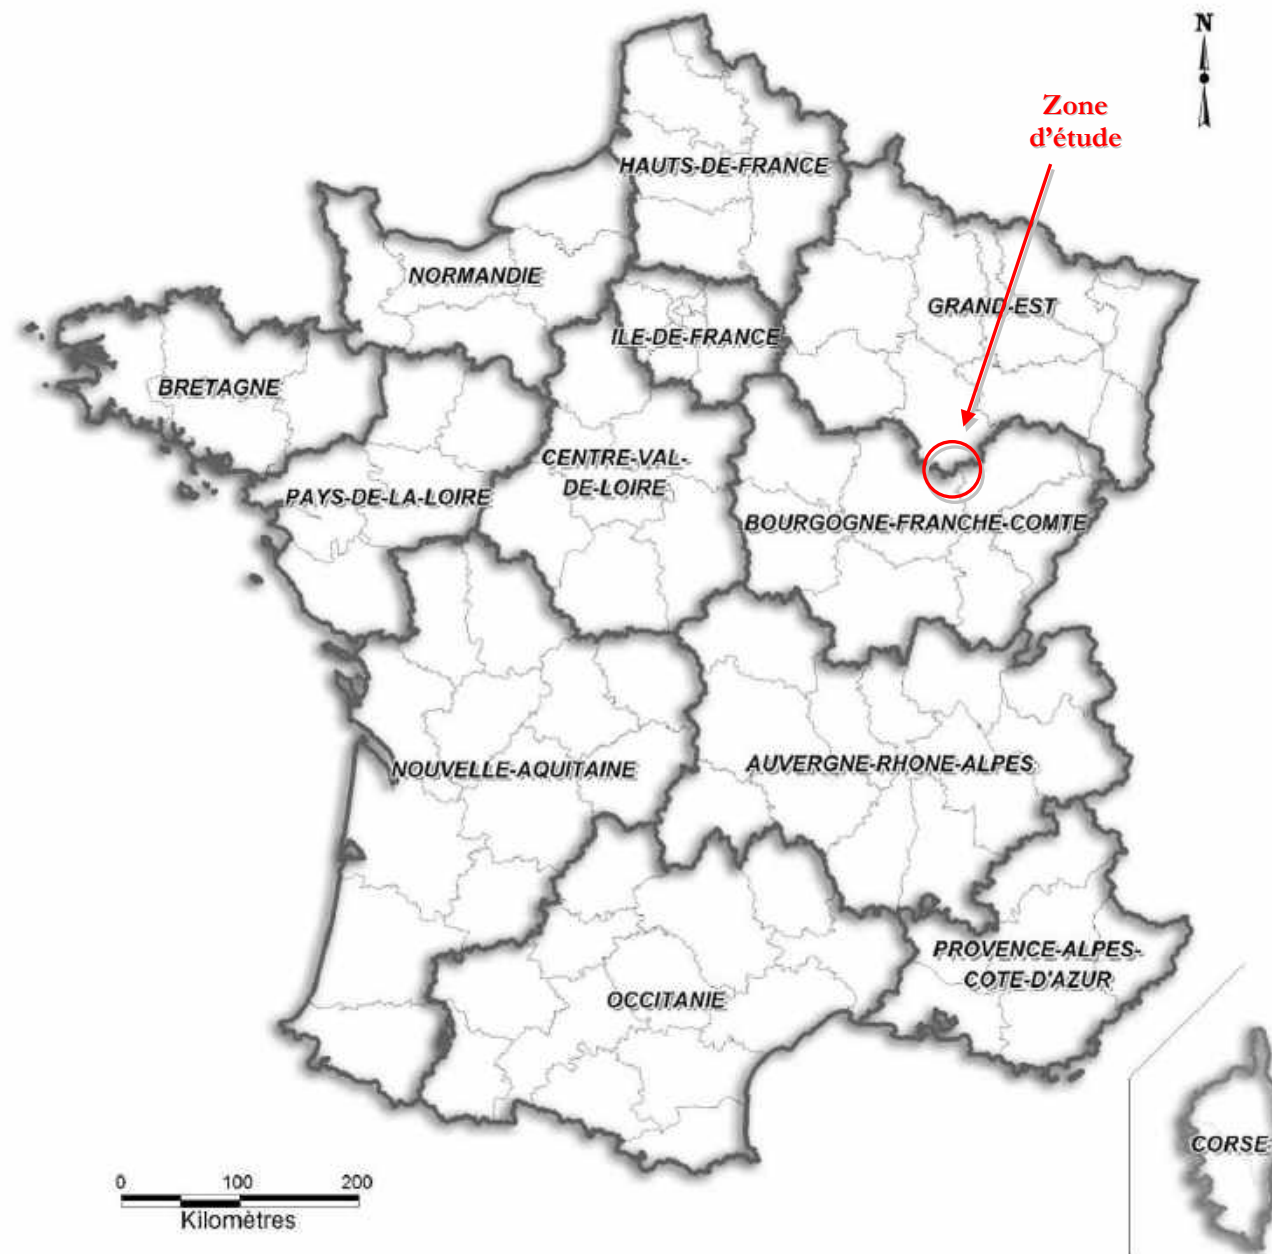 N
Zone
d'étude
HAUTS-DE-FRANCE
NORMANDIE
GRAND-EST
ILE-DE-FRANCE
BRETAGNE
CENTRE-VAL-
DE-LOIRE
PAYS-DE-LA-LOIRE
BOURGOGNE-FRANCHE-COMTE
NOUVELLE-AQUITAINE
AUVERGNE-RHONE-ALPES
PROVENCE-ALPES-
COTE-D'AZUR
OCCITANIE
CORSE
0 100 200
Kilomètres